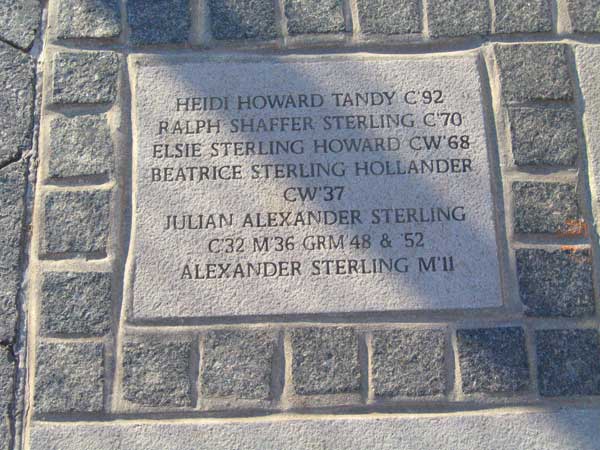 HEIDI HOWARD TANDY C'92
RALPH SHAFFER STERLING C'70
ELSIE STERLING HOWARD CW'68
BEATRICE STERLING HOLLANDER
CW'37
JULIAN ALEXANDER STERLING
C'32 M'36 GRM'48 & '52
ALEXANDER STERLING M'11